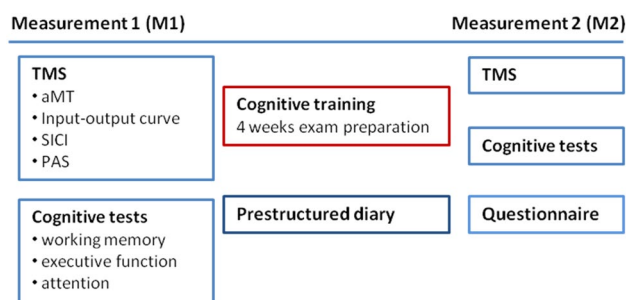 Measurement 1 (M1)
Measurement 2 (M2)
TMS
• aMT
• Input-output curve
• SICI
• PAS
Cognitive tests
• working memory
• executive function
• attention
Cognitive training
4 weeks exam preparation
Prestructured diary
TMS
Cognitive tests
Questionnaire